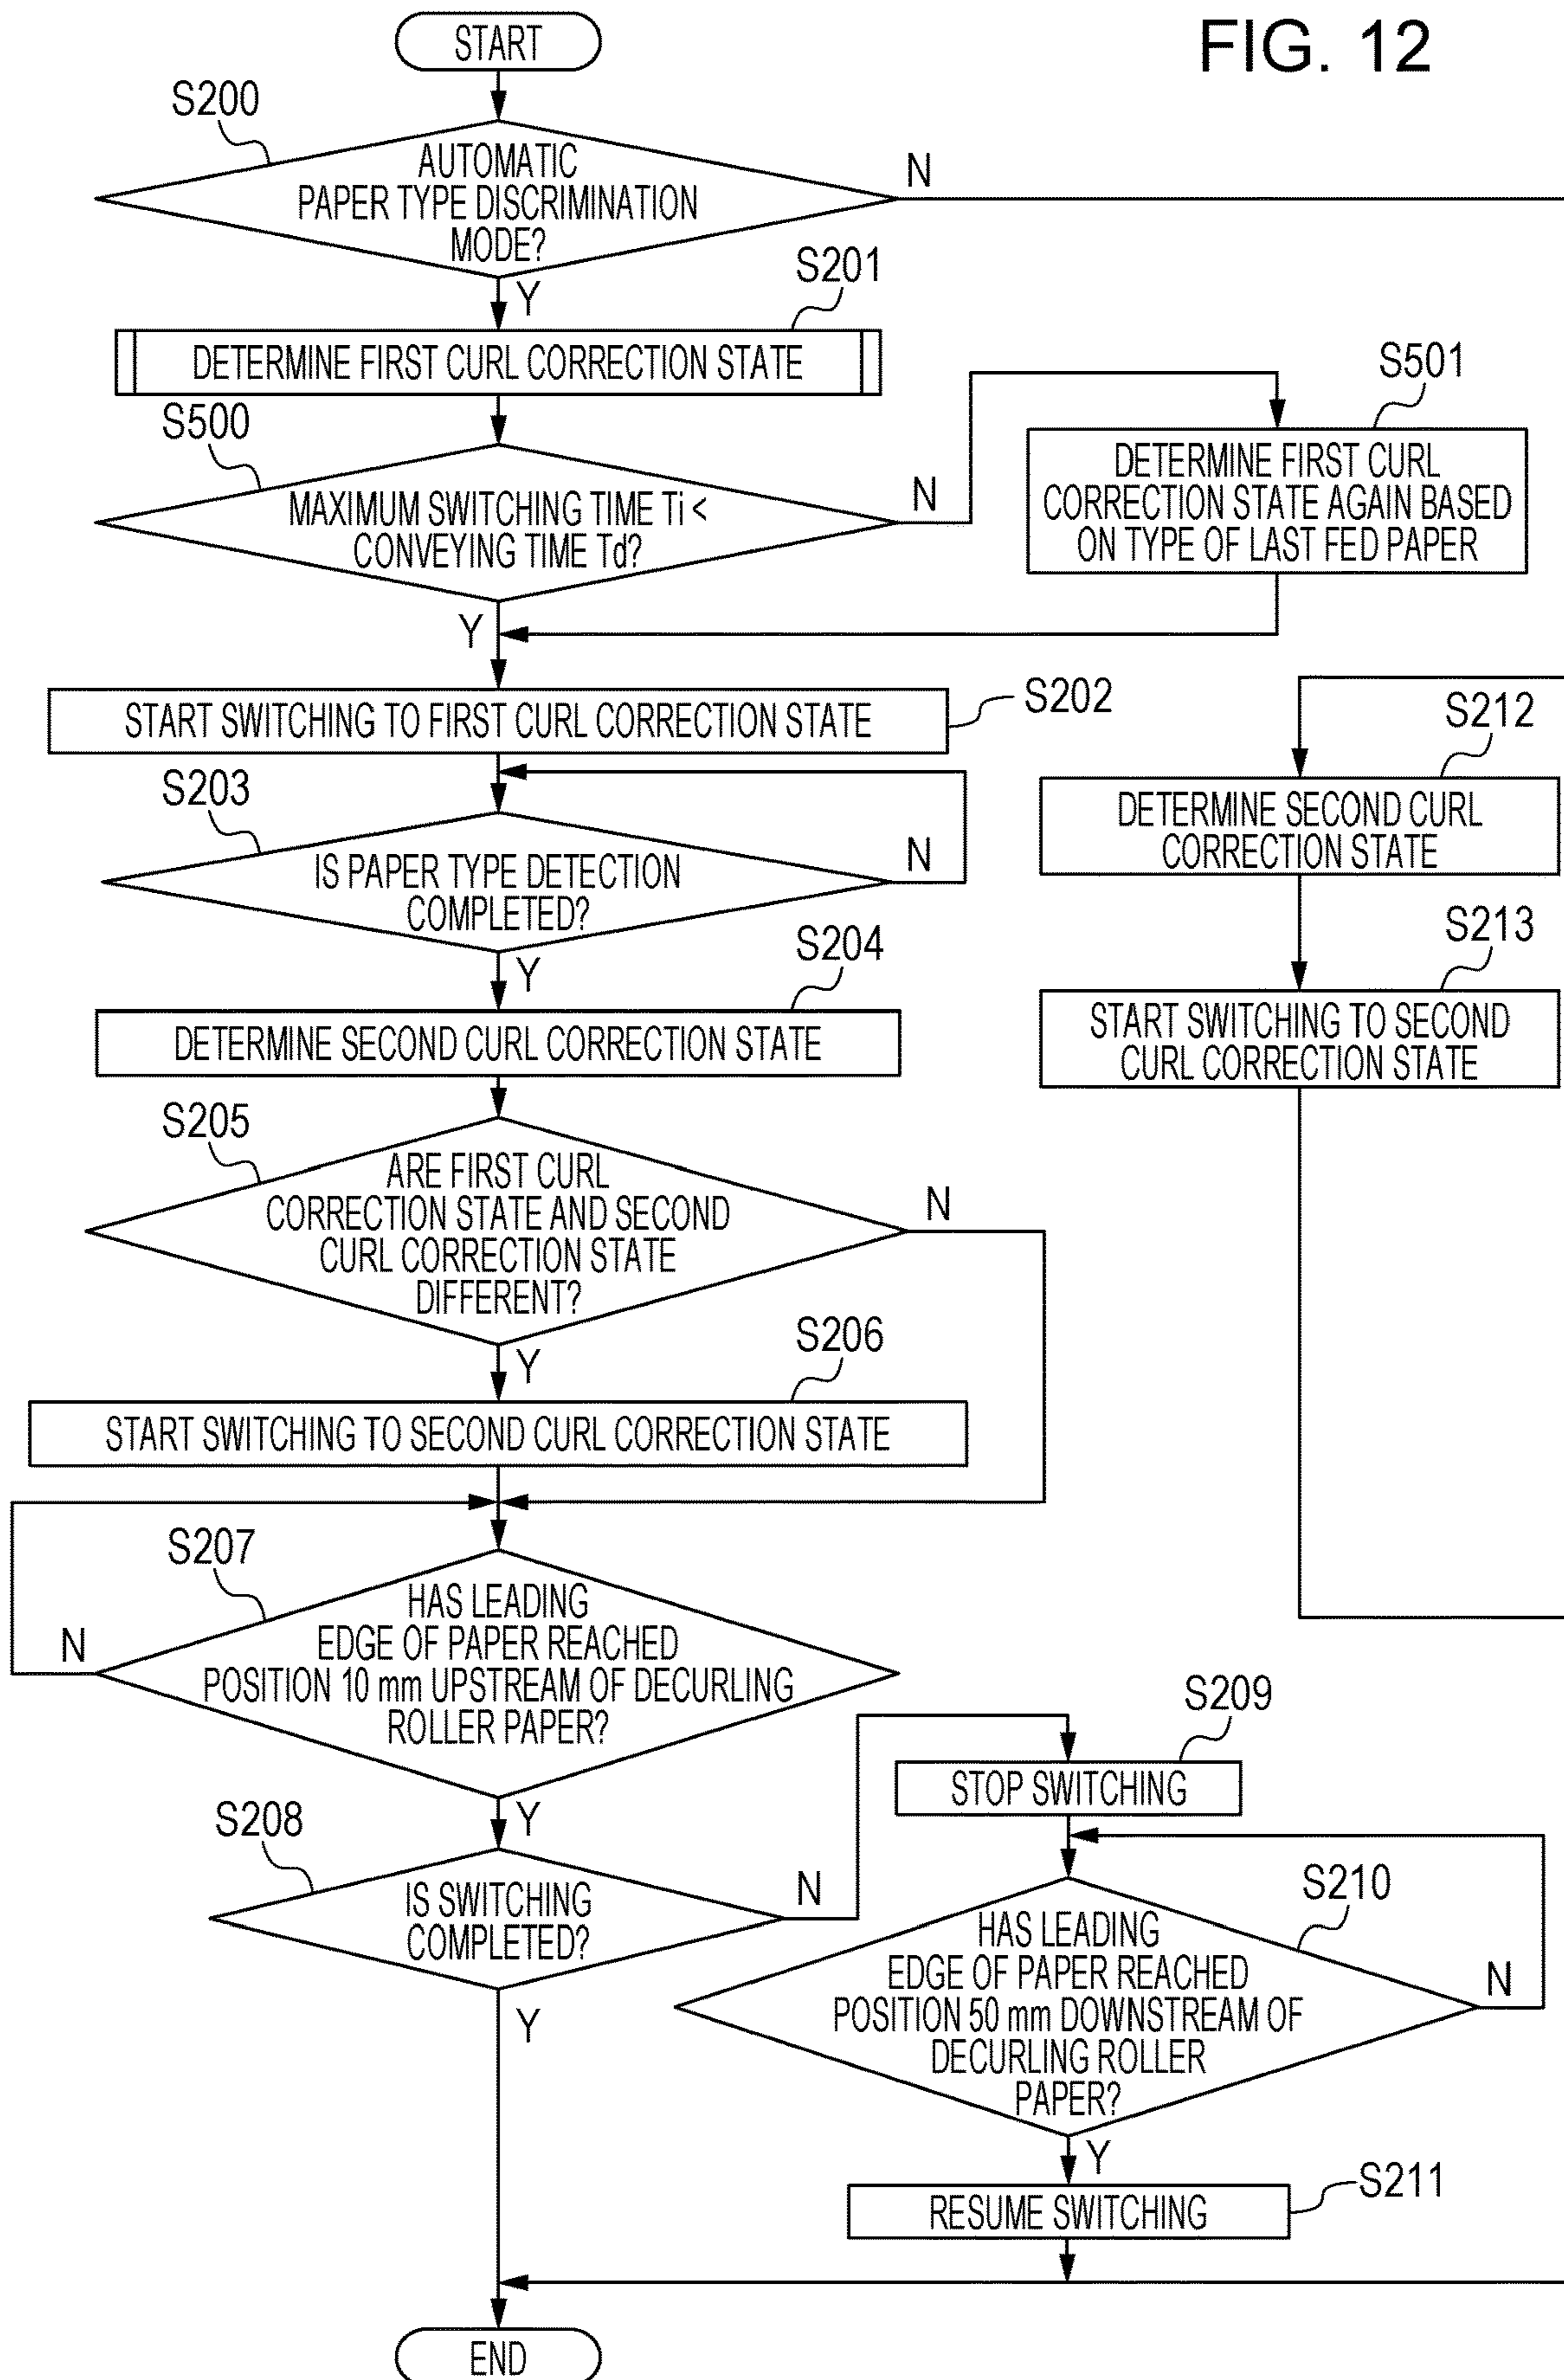 FIG. 12
START
S200
AUTOMATIC
PAPER TYPE DISCRIMINATION
MODE?
N
Y
S201
DETERMINE FIRST CURL CORRECTION STATE
S500
MAXIMUM SWITCHING TIME Ti <
CONVEYING TIME Td?
N
Y
S501
DETERMINE FIRST CURL
CORRECTION STATE AGAIN BASED
ON TYPE OF LAST FED PAPER
START SWITCHING TO FIRST CURL CORRECTION STATE
S202
S203
IS PAPER TYPE DETECTION
COMPLETED?
N
Y
S204
DETERMINE SECOND CURL CORRECTION STATE
S205
ARE FIRST CURL
CORRECTION STATE AND SECOND
CURL CORRECTION STATE
DIFFERENT?
N
Y
S206
START SWITCHING TO SECOND CURL CORRECTION STATE
S207
HAS LEADING
EDGE OF PAPER REACHED
POSITION 10 mm UPSTREAM OF DECURLING
ROLLER PAPER?
N
Y
S208
IS SWITCHING
COMPLETED?
N
Y
S209
STOP SWITCHING
S210
HAS LEADING
EDGE OF PAPER REACHED
POSITION 50 mm DOWNSTREAM OF
DECURLING ROLLER
PAPER?
N
Y
RESUME SWITCHING
S211
S212
DETERMINE SECOND CURL
CORRECTION STATE
S213
START SWITCHING TO SECOND
CURL CORRECTION STATE
END